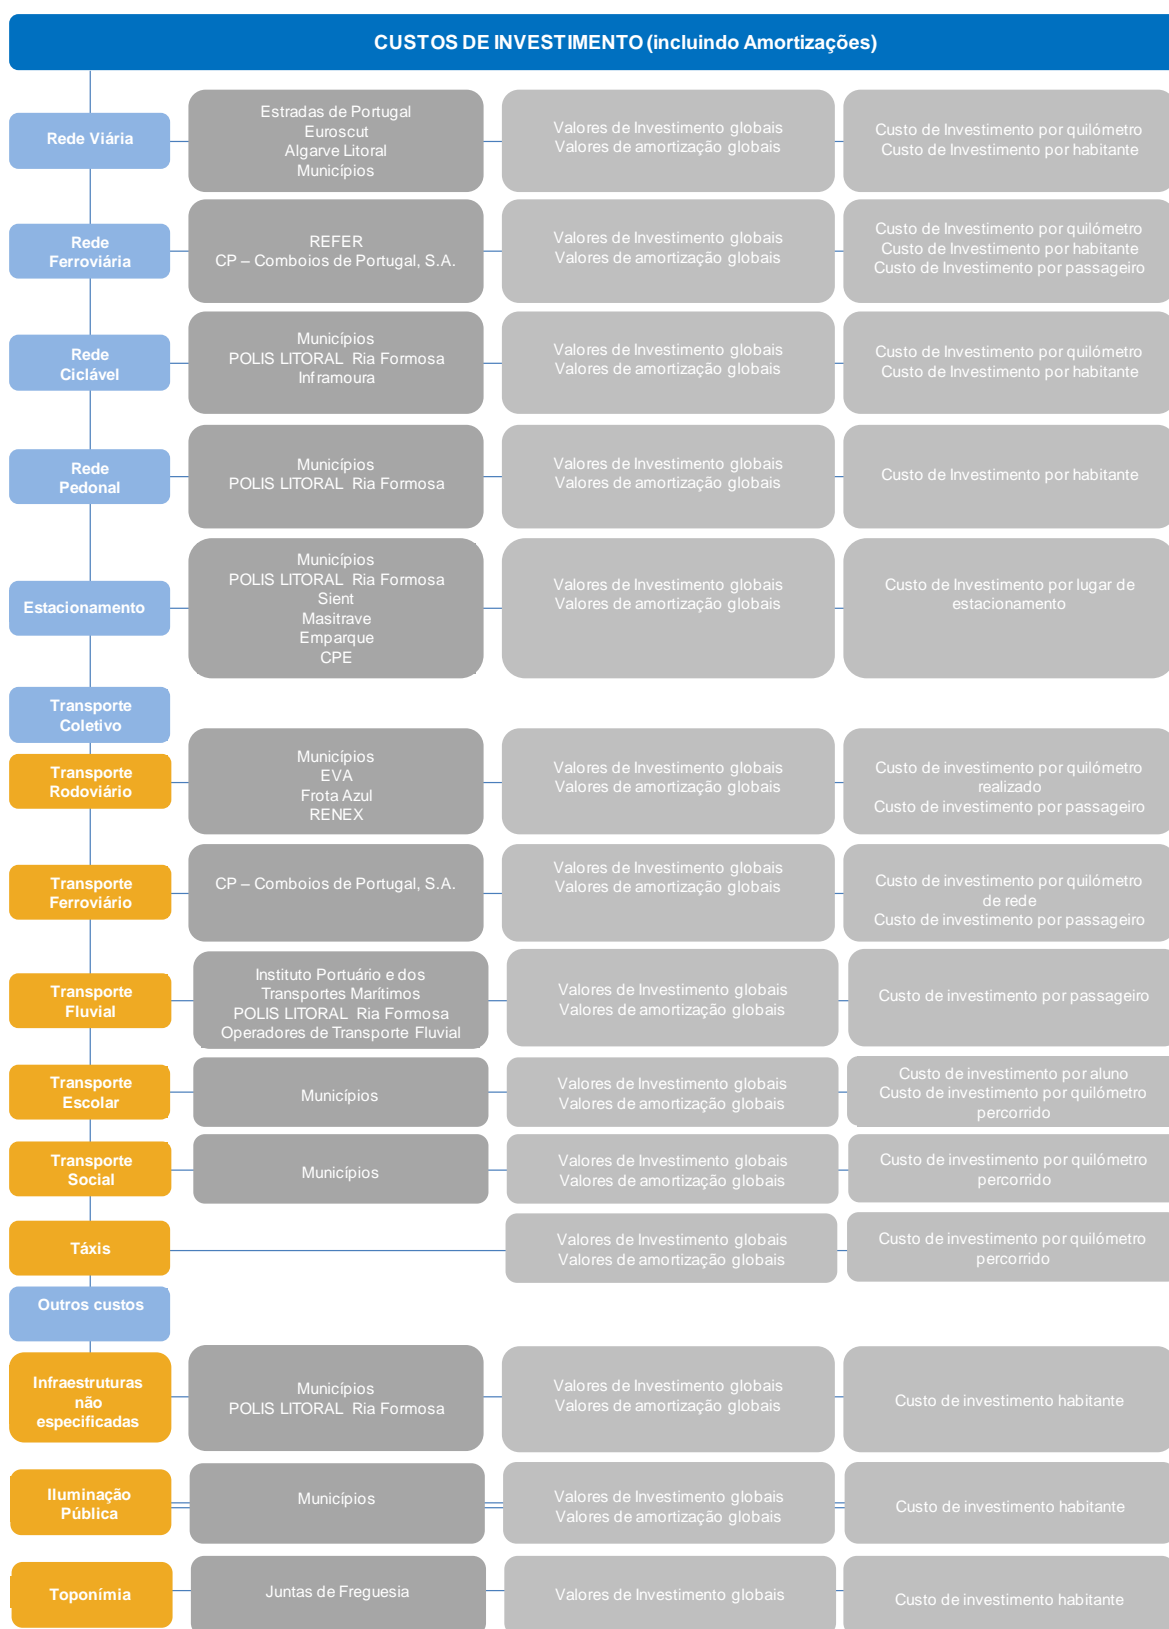 CUSTOS DE INVESTIMENTO (incluindo Amortizações)
Rede Viária
Estradas de Portugal
Euroscut
Algarve Litoral
Municípios
Valores de Investimento globais
Valores de amortização globais
Custo de Investimento por quilómetro
Custo de Investimento por habitante
Rede
Ferroviária
REFER
CP – Comboios de Portugal, S.A.
Valores de Investimento globais
Valores de amortização globais
Custo de Investimento por quilómetro
Custo de Investimento por habitante
Custo de Investimento por passageiro
Rede
Ciclável
Municípios
POLIS LITORAL Ria Formosa
Inframoura
Valores de Investimento globais
Valores de amortização globais
Custo de Investimento por quilómetro
Custo de Investimento por habitante
Rede
Pedonal
Municípios
POLIS LITORAL Ria Formosa
Valores de Investimento globais
Valores de amortização globais
Custo de Investimento por habitante
Estacionamento
Municípios
POLIS LITORAL Ria Formosa
Sient
Masitrave
Emparque
CPE
Valores de Investimento globais
Valores de amortização globais
Custo de Investimento por lugar de
estacionamento
Transporte
Coletivo
Transporte
Rodoviário
Municípios
EVA
Frota Azul
RENEX
Valores de Investimento globais
Valores de amortização globais
Custo de investimento por quilómetro
realizado
Custo de investimento por passageiro
Transporte
Ferroviário
CP – Comboios de Portugal, S.A.
Valores de Investimento globais
Valores de amortização globais
Custo de investimento por quilómetro
de rede
Custo de investimento por passageiro
Transporte
Fluvial
Instituto Portuário e dos
Transportes Marítimos
POLIS LITORAL Ria Formosa
Operadores de Transporte Fluvial
Valores de Investimento globais
Valores de amortização globais
Custo de investimento por passageiro
Transporte
Escolar
Municípios
Valores de Investimento globais
Valores de amortização globais
Custo de investimento por aluno
Custo de investimento por quilómetro
percorrido
Transporte
Social
Municípios
Valores de Investimento globais
Valores de amortização globais
Custo de investimento por quilómetro
percorrido
Táxis
Valores de Investimento globais
Valores de amortização globais
Custo de investimento por quilómetro
percorrido
Outros custos
Infraestruturas
não
especificadas
Municípios
POLIS LITORAL Ria Formosa
Valores de Investimento globais
Valores de amortização globais
Custo de investimento habitante
Iluminação
Pública
Municípios
Valores de Investimento globais
Valores de amortização globais
Custo de investimento habitante
Toponímia
Juntas de Freguesia
Valores de Investimento globais
Custo de investimento habitante